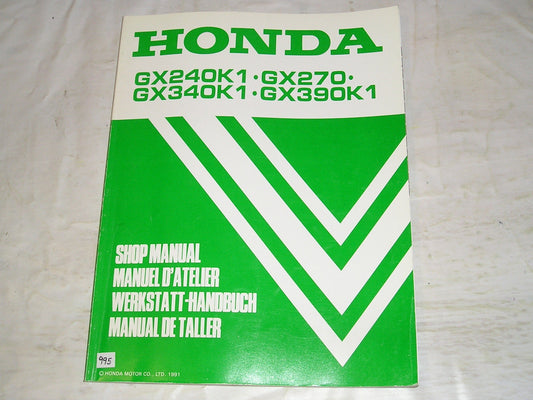 HONDA
GX240K1·GX270·
GX340K1·GX390K1
SHOP MANUAL
MANUEL D'ATELIER
WERKSTATT-HANDBUCH
MANUAL DE TALLER
995
© HONDA MOTOR CO., LTD. 1991